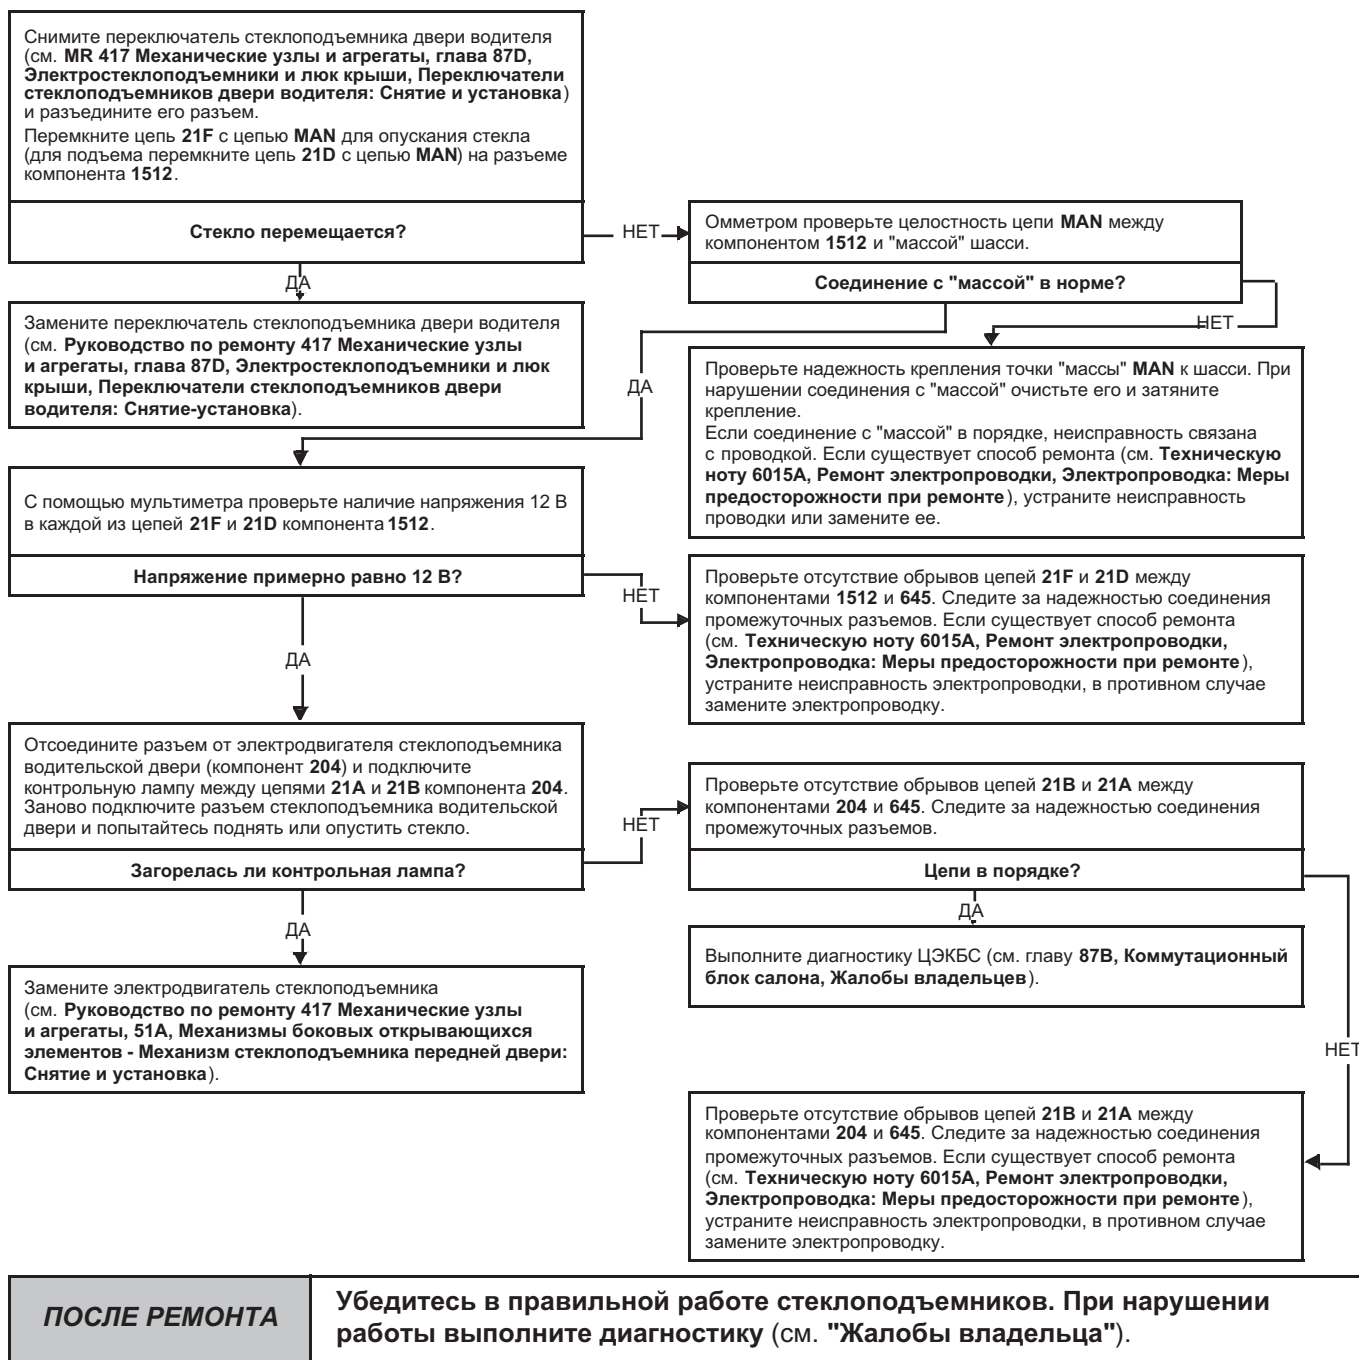 Снимите переключатель стеклоподъемника двери водителя
(см. MR 417 Механические узлы и агрегаты, глава 87D,
Электростеклоподъемники и люк крыши, Переключатели
стеклоподъемников двери водителя: Снятие и установка)
и разъедините его разъем.
Перемкните цепь 21F с цепью MAN для опускания стекла
(для подъема перемкните цепь 21D с цепью MAN) на разъеме
компонента 1512.
Стекло перемещается?
НЕТ
Омметром проверьте целостность цепи MAN между
компонентом 1512 и "массой" шасси.
Соединение с "массой" в норме?
ДА
НЕТ
Замените переключатель стеклоподъемника двери водителя
(см. Руководство по ремонту 417 Механические узлы
и агрегаты, глава 87D, Электростеклоподъемники и люк
крыши, Переключатели стеклоподъемников двери
водителя: Снятие-установка).
ДА
Проверьте надежность крепления точки "массы" MAN к шасси. При
нарушении соединения с "массой" очистьте его и затяните
крепление.
Если соединение с "массой" в порядке, неисправность связана
с проводкой. Если существует способ ремонта (см. Техническую
ноту 6015A, Ремонт электропроводки, Электропроводка: Меры
предосторожности при ремонте), устраните неисправность
проводки или замените ее.
С помощью мультиметра проверьте наличие напряжения 12 В
в каждой из цепей 21F и 21D компонента 1512.
Напряжение примерно равно 12 В?
НЕТ
Проверьте отсутствие обрывов цепей 21F и 21D между
компонентами 1512 и 645. Следите за надежностью соединения
промежуточных разъемов. Если существует способ ремонта
(см. Техническую ноту 6015A, Ремонт электропроводки,
Электропроводка: Меры предосторожности при ремонте),
устраните неисправность электропроводки, в противном случае
замените электропроводку.
ДА
Отсоедините разъем от электродвигателя стеклоподъемника
водительской двери (компонент 204) и подключите
контрольную лампу между цепями 21A и 21B компонента 204.
Заново подключите разъем стеклоподъемника водительской
двери и попытайтесь поднять или опустить стекло.
Загорелась ли контрольная лампа?
НЕТ
Проверьте отсутствие обрывов цепей 21B и 21A между
компонентами 204 и 645. Следите за надежностью соединения
промежуточных разъемов.
Цепи в порядке?
ДА
ДА
Выполните диагностику ЦЭКБС (см. главу 87B, Коммутационный
блок салона, Жалобы владельцев).
Замените электродвигатель стеклоподъемника
(см. Руководство по ремонту 417 Механические узлы
и агрегаты, 51A, Механизмы боковых открывающихся
элементов - Механизм стеклоподъемника передней двери:
Снятие и установка).
НЕТ
Проверьте отсутствие обрывов цепей 21B и 21A между
компонентами 204 и 645. Следите за надежностью соединения
промежуточных разъемов. Если существует способ ремонта
(см. Техническую ноту 6015A, Ремонт электропроводки,
Электропроводка: Меры предосторожности при ремонте),
устраните неисправность электропроводки, в противном случае
замените электропроводку.
ПОСЛЕ РЕМОНТА
Убедитесь в правильной работе стеклоподъемников. При нарушении
работы выполните диагностику (см. "Жалобы владельца").